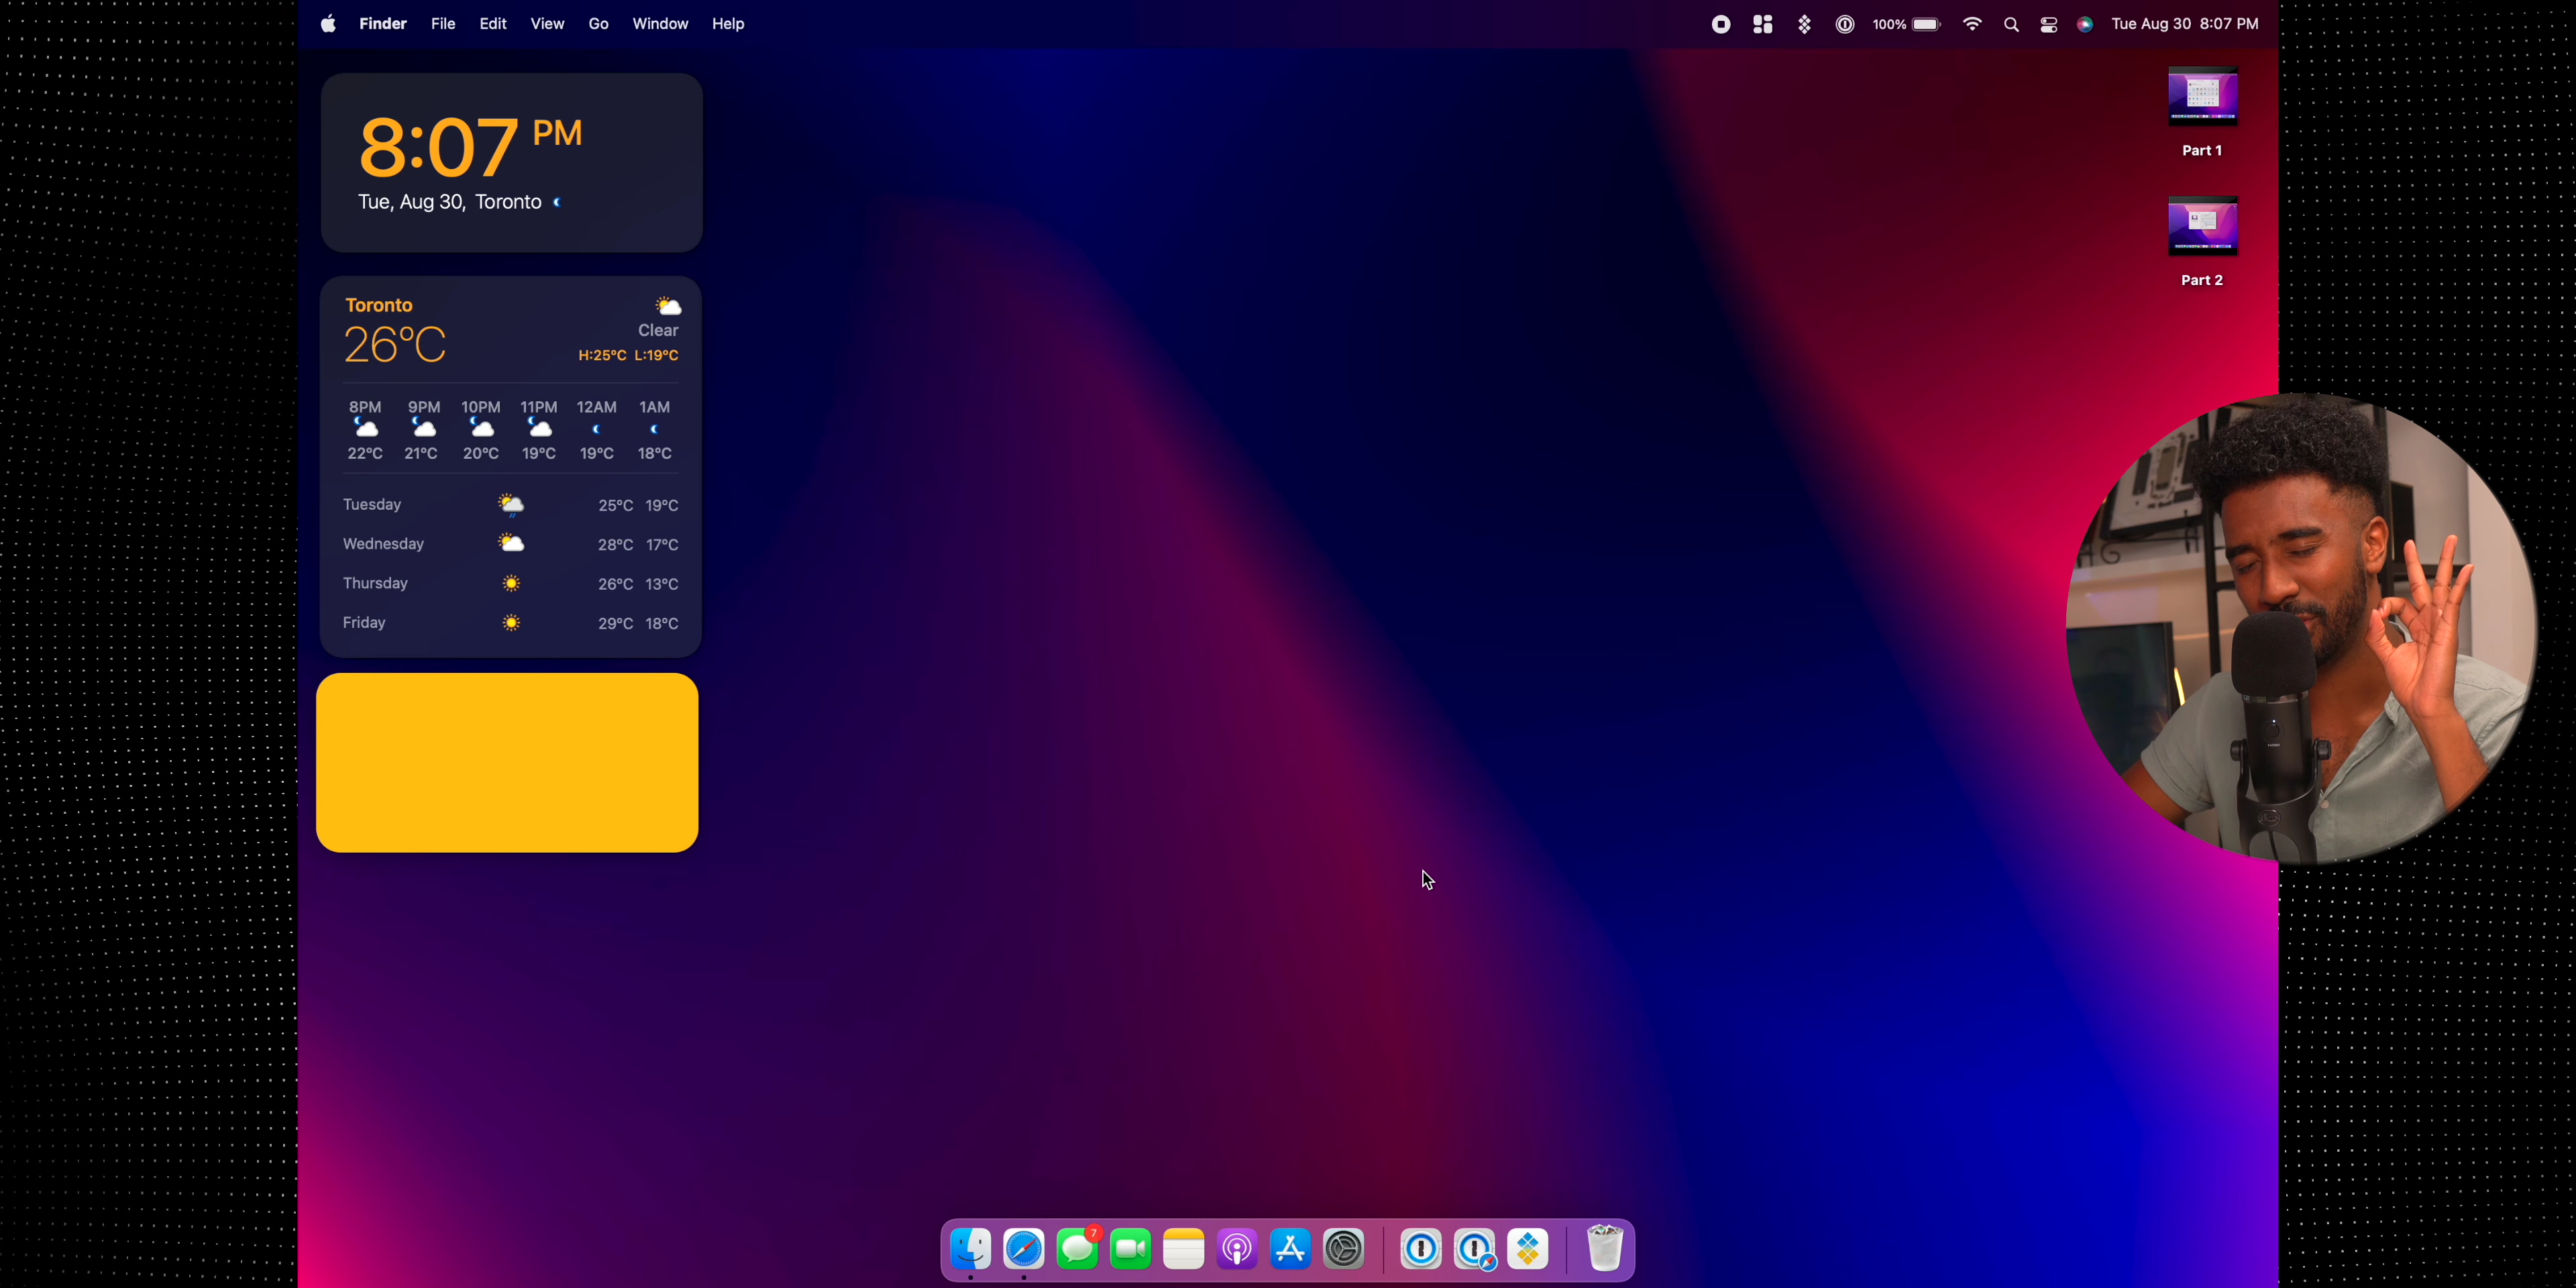 Finder File Edit View Go Window Help 100% Tue Aug 30 8:07 PM
8:07 PM
Tue, Aug 30, Toronto
Toronto
26°C
Clear
H:25°C L:19°C
8PM 9PM 10PM 11PM 12AM 1AM
22°C 21°C 20°C 19°C 19°C 18°C
Tuesday 25°C 19°C
Wednesday 28°C 17°C
Thursday 26°C 13°C
Friday 29°C 18°C
Part 1
Part 2
7